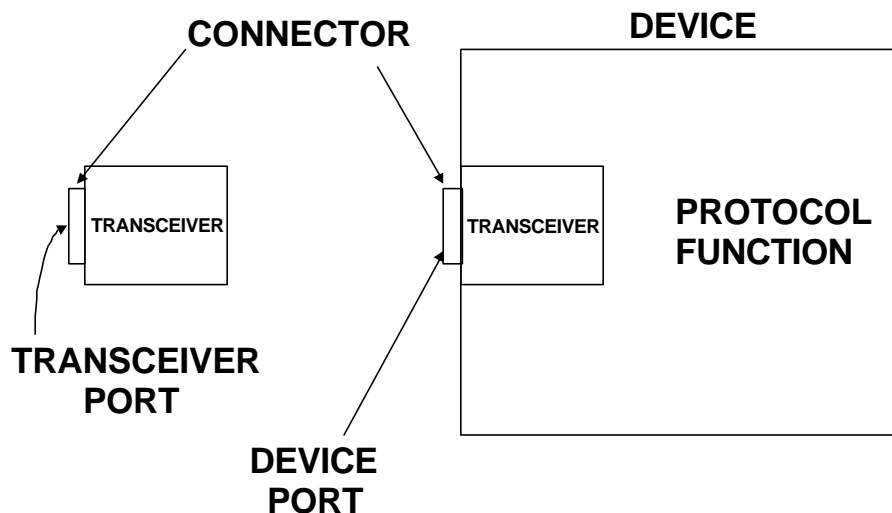 CONNECTOR
DEVICE
TRANSCEIVER
TRANSCEIVER
PROTOCOL
FUNCTION
TRANSCEIVER
PORT
DEVICE
PORT